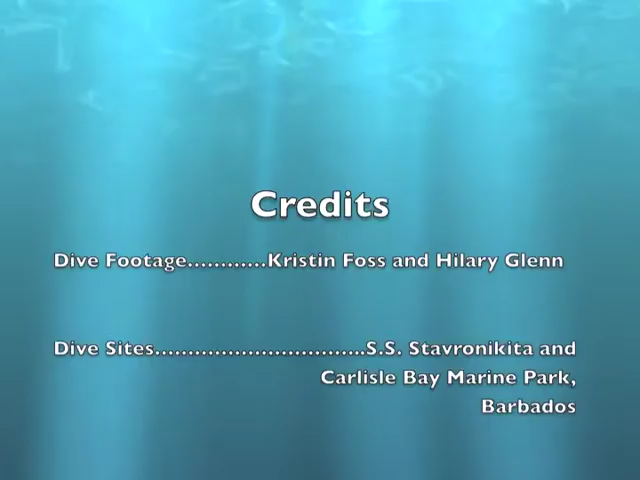 Credits
Dive Footage............Kristin Foss and Hilary Glenn
Dive Sites................................S.S. Stavronikita and
Carlisle Bay Marine Park,
Barbados